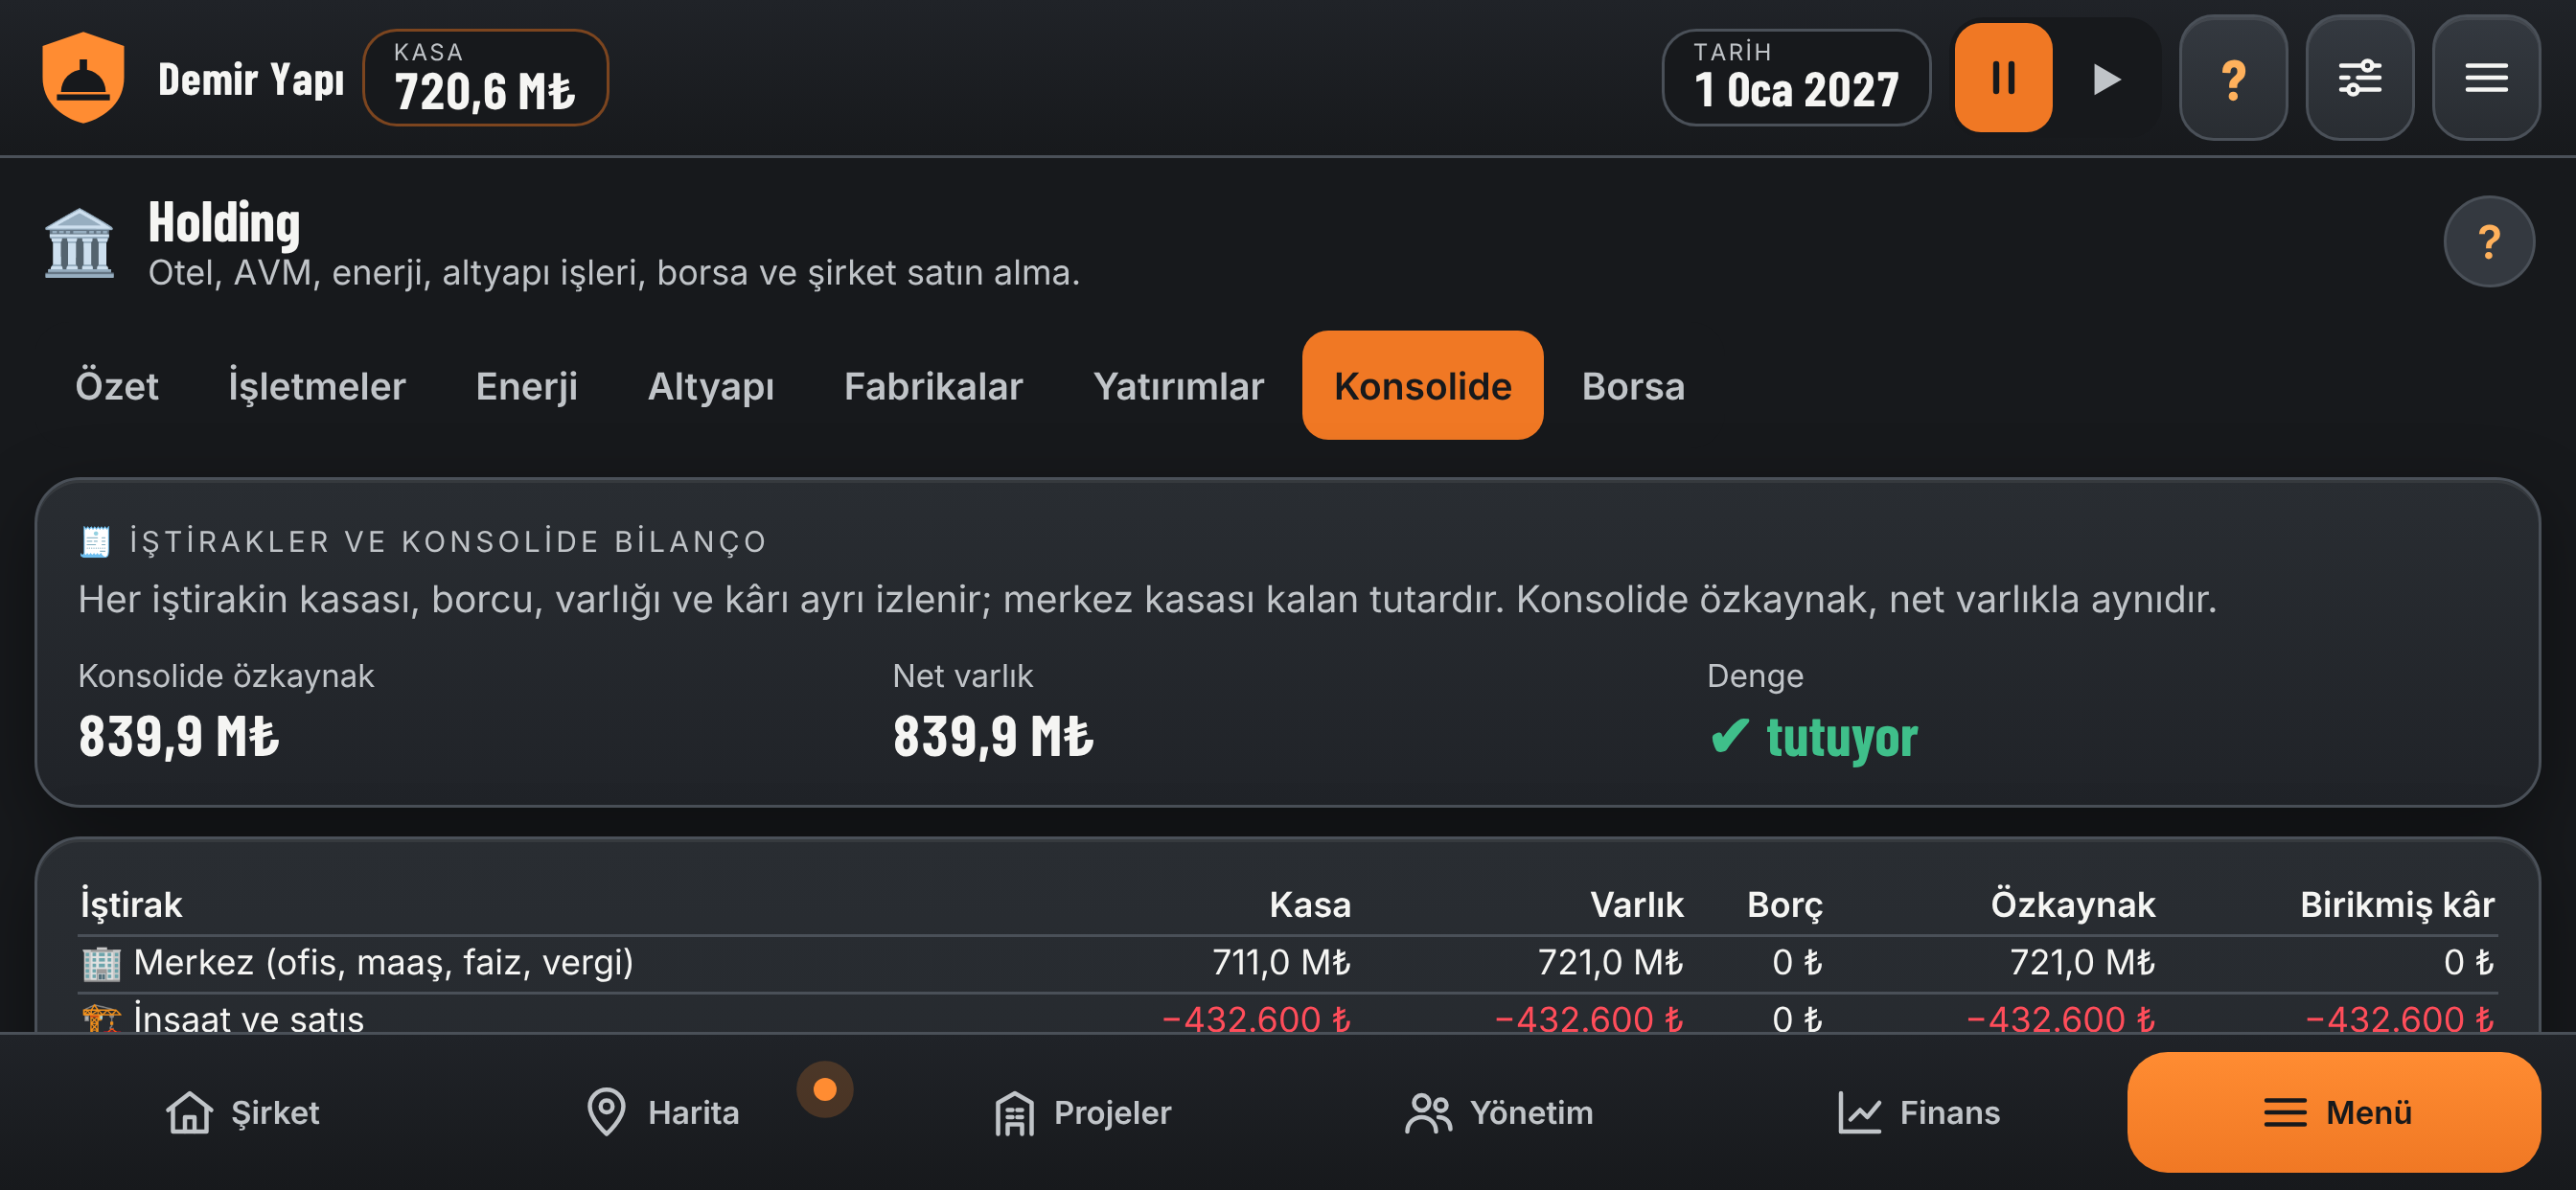 Demir Yapı
KASA
720,6 M₺
TARİH
1 Oca 2027
?
Holding
Otel, AVM, enerji, altyapı işleri, borsa ve şirket satın alma.
?
Özet İşletmeler Enerji Altyapı Fabrikalar Yatırımlar Konsolide Borsa
İŞTİRAKLER VE KONSOLİDE BİLANÇO
Her iştirakin kasası, borcu, varlığı ve kârı ayrı izlenir; merkez kasası kalan tutardır. Konsolide özkaynak, net varlıkla aynıdır.
Konsolide özkaynak Net varlık Denge
839,9 M₺ 839,9 M₺ ✔ tutuyor
İştirak Kasa Varlık Borç Özkaynak Birikmiş kâr
Merkez (ofis, maaş, faiz, vergi) 711,0 M₺ 721,0 M₺ 0 ₺ 721,0 M₺ 0 ₺
İnşaat ve satış −432.600 ₺ −432.600 ₺ 0 ₺ −432.600 ₺ −432.600 ₺
Şirket Harita Projeler Yönetim Finans Menü